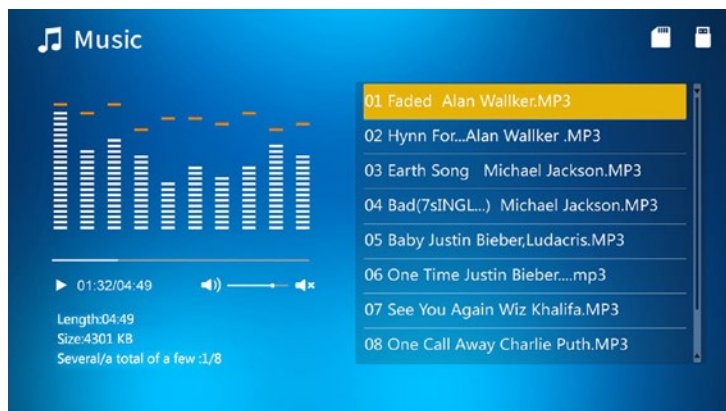 Music
01 Faded Alan Wallker.MP3
02 Hynn For...Alan Wallker .MP3
03 Earth Song Michael Jackson.MP3
04 Bad(7sINGL...) Michael Jackson.MP3
05 Baby Justin Bieber,Ludacris.MP3
06 One Time Justin Bieber....mp3
07 See You Again Wiz Khalifa.MP3
08 One Call Away Charlie Puth.MP3
01:32/04:49
Length:04:49
Size:4301 KB
Several/a total of a few :1/8